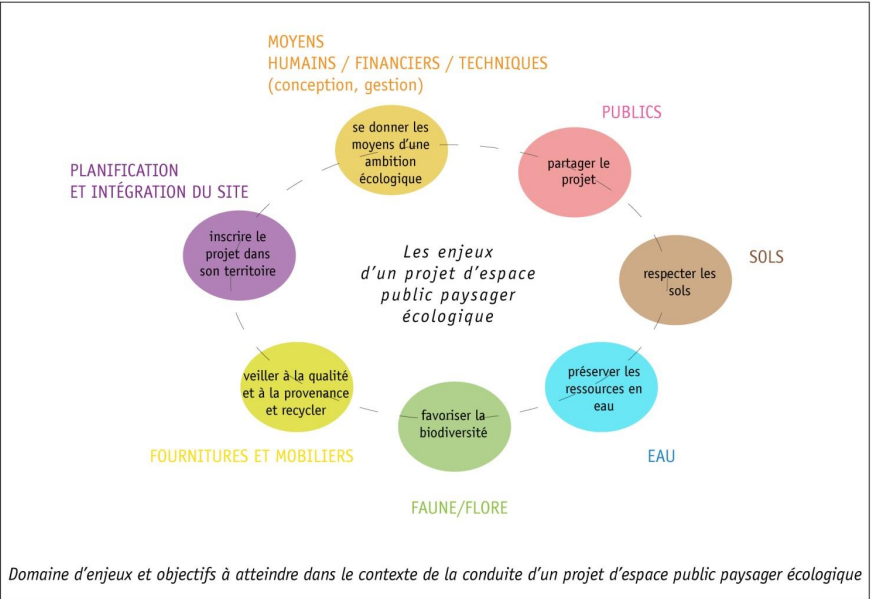 MOYENS
HUMAINS / FINANCIERS / TECHNIQUES
(conception, gestion)
se donner les
moyens d'une
ambition
écologique
PUBLICS
partager le
projet
PLANIFICATION
ET INTÉGRATION DU SITE
inscrire le
projet dans
son territoire
Les enjeux
d'un projet d'espace
public paysager
écologique
SOLS
respecter les
sols
veiller à la qualité
et à la provenance
et recycler
FOURNITURES ET MOBILIERS
favoriser la
biodiversité
FAUNE/FLORE
préserver les
ressources en
eau
EAU
Domaine d'enjeux et objectifs à atteindre dans le contexte de la conduite d'un projet d'espace public paysager écologique